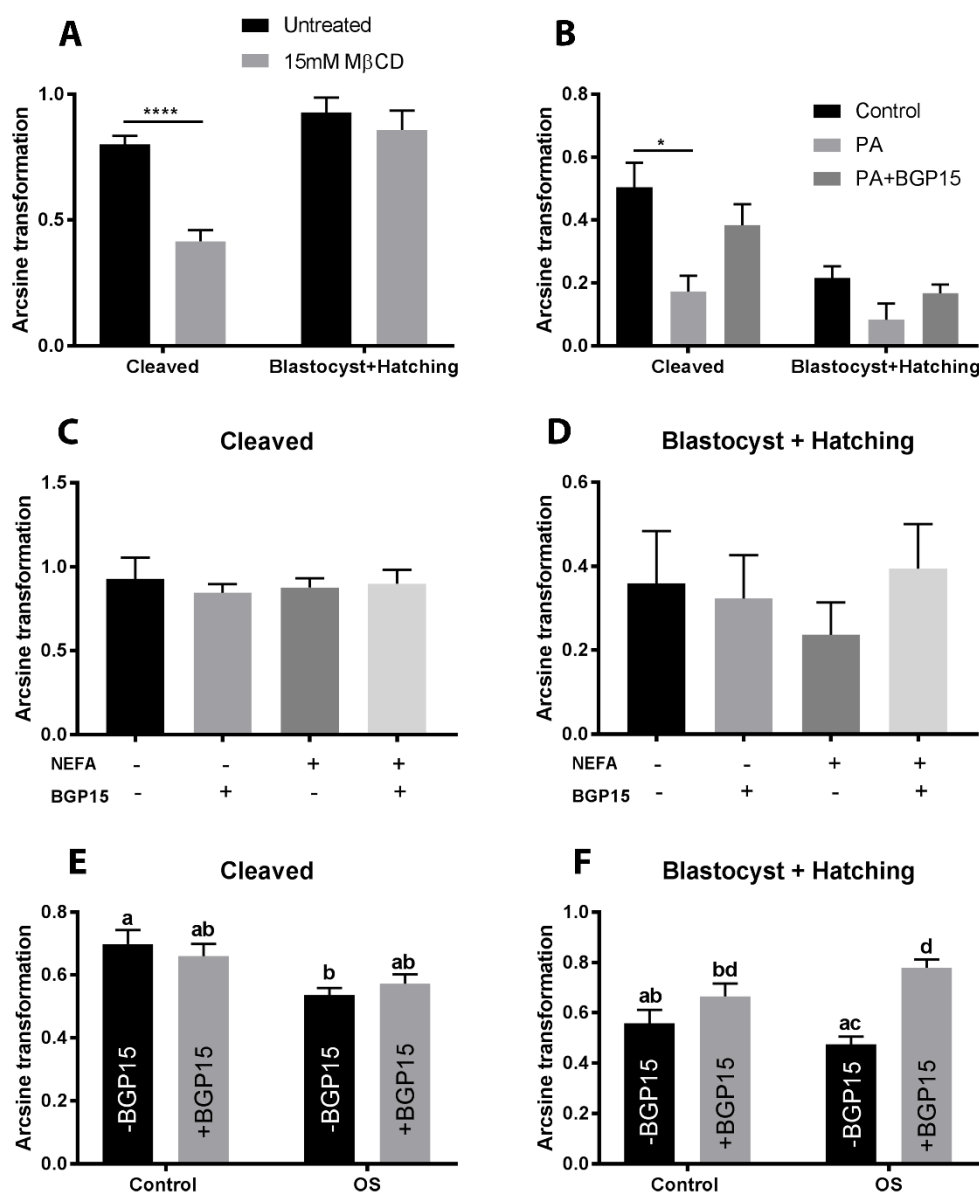 A
Untreated
15mM MβCD
Arcsine transformation
1.0
0.5
0.0
****
Cleaved
Blastocyst+Hatching
B
Control
PA
PA+BGP15
Arcsine transformation
0.8
0.6
0.4
0.2
0.0
*
Cleaved
Blastocyst+Hatching
C
Cleaved
Arcsine transformation
1.5
1.0
0.5
0.0
NEFA - - + +
BGP15 - + - +
D
Blastocyst + Hatching
Arcsine transformation
0.6
0.4
0.2
0.0
NEFA - - + +
BGP15 - + - +
E
Cleaved
Arcsine transformation
0.8
0.6
0.4
0.2
0.0
a
ab
b
ab
-BGP15
+BGP15
-BGP15
+BGP15
Control
OS
F
Blastocyst + Hatching
Arcsine transformation
1.0
0.8
0.6
0.4
0.2
0.0
ab
bd
ac
d
-BGP15
+BGP15
-BGP15
+BGP15
Control
OS